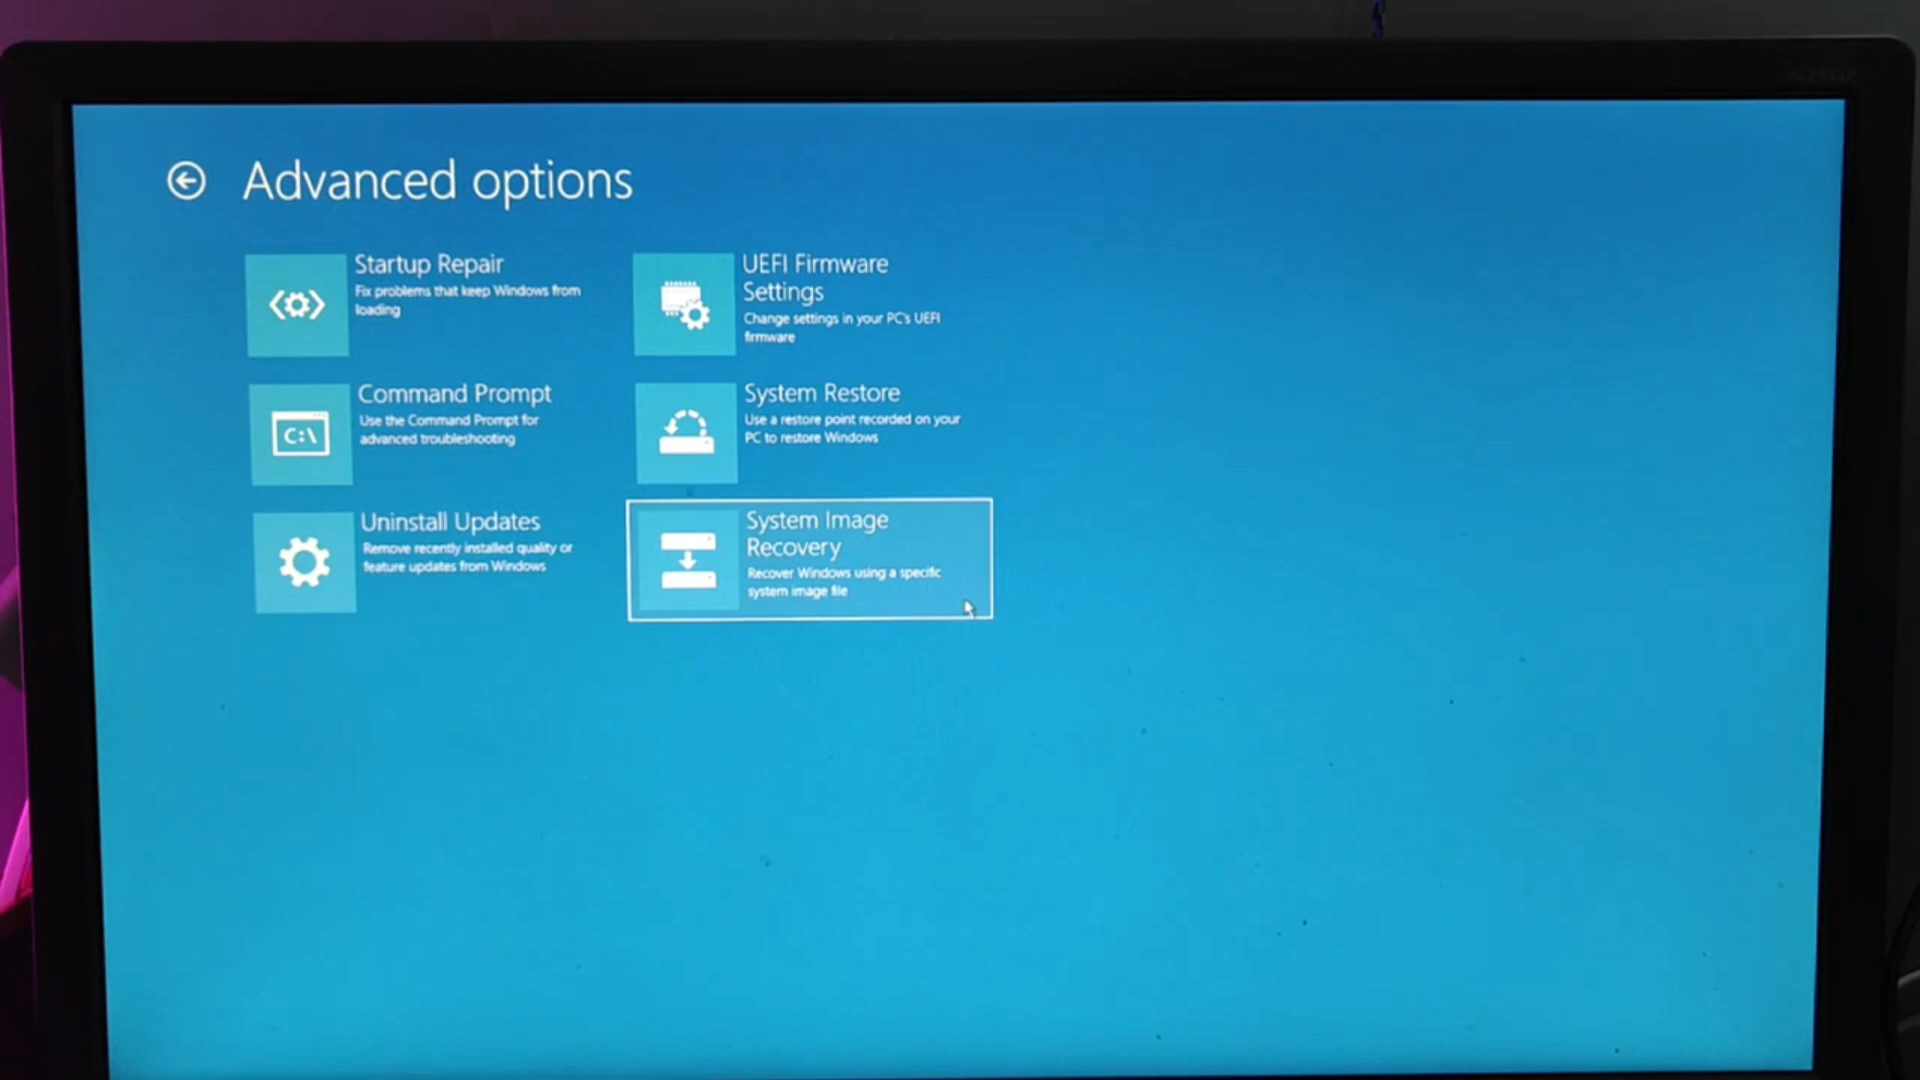 Advanced options
Startup Repair
Fix problems that keep Windows from
loading
UEFI Firmware
Settings
Change settings in your PC's UEFI
firmware
Command Prompt
Use the Command Prompt for
advanced troubleshooting
C:\
System Restore
Use a restore point recorded on your
PC to restore Windows
Uninstall Updates
Remove recently installed quality or
feature updates from Windows
System Image
Recovery
Recover Windows using a specific
system image file